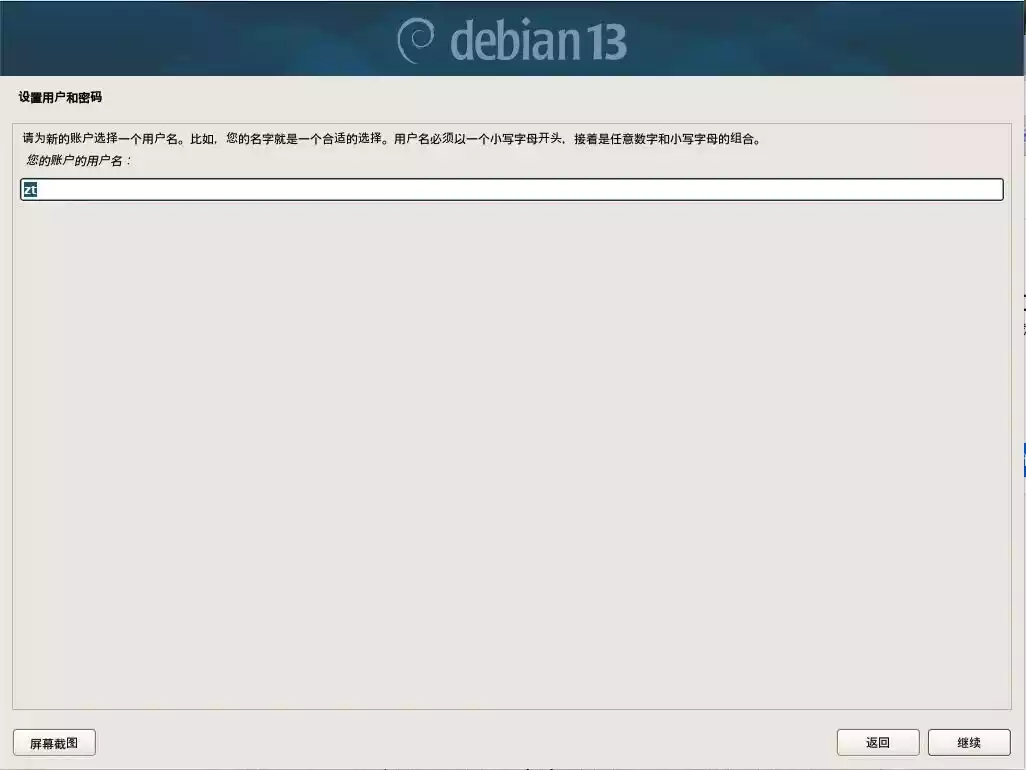 debian 13
设置用户和密码
请为新的账户选择一个用户名。比如，您的名字就是一个合适的选择。用户名必须以一个小写字母开头，接着是任意数字和小写字母的组合。
您的账户的用户名：
zt
屏幕截图
返回
继续